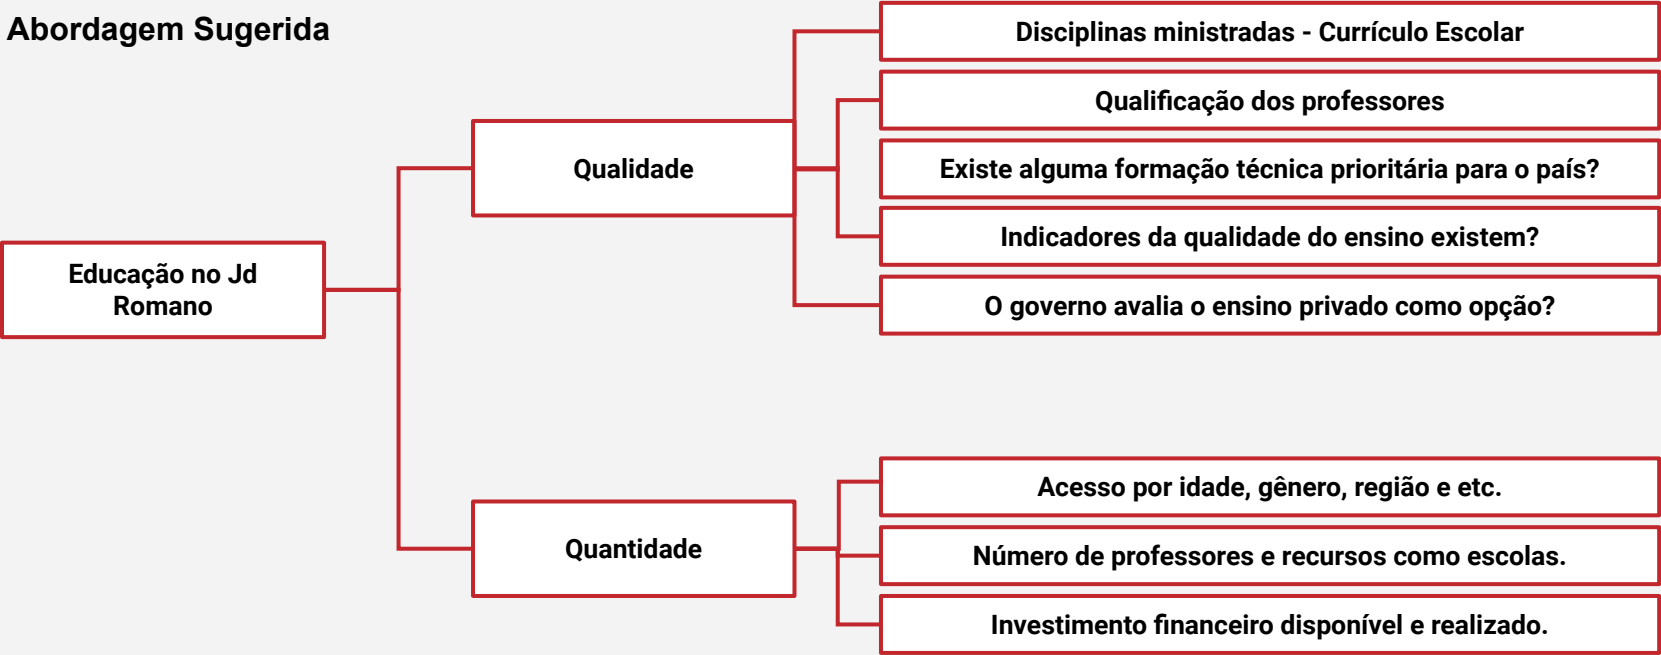 Abordagem Sugerida
Disciplinas ministradas - Currículo Escolar
Qualificação dos professores
Qualidade
Existe alguma formação técnica prioritária para o país?
Indicadores da qualidade do ensino existem?
Educação no Jd
Romano
O governo avalia o ensino privado como opção?
Acesso por idade, gênero, região e etc.
Quantidade
Número de professores e recursos como escolas.
Investimento financeiro disponível e realizado.